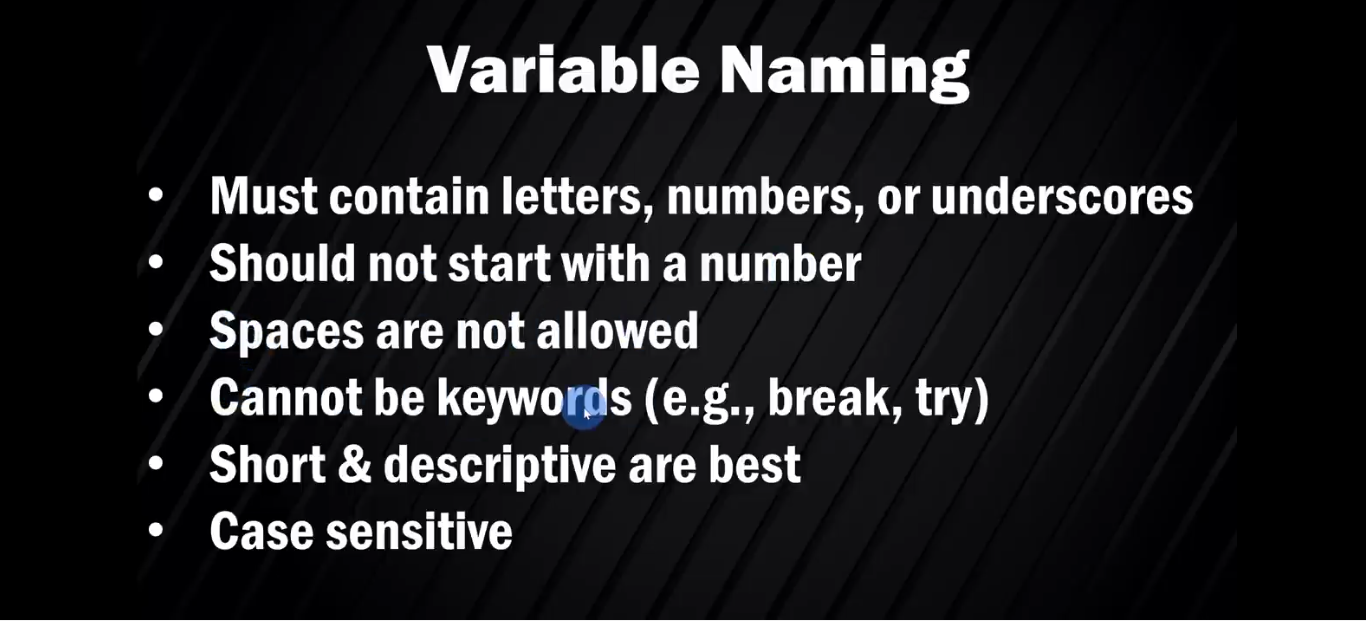 Variable Naming
• Must contain letters, numbers, or underscores
• Should not start with a number
• Spaces are not allowed
• Cannot be keywords (e.g., break, try)
• Short & descriptive are best
• Case sensitive